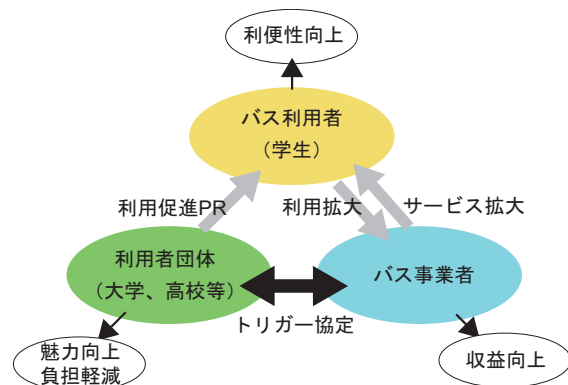 利便性向上
バス利用者
(学生)
利用促進PR
利用拡大
サービス拡大
利用者団体
(大学、高校等)
バス事業者
トリガー協定
魅力向上
負担軽減
収益向上